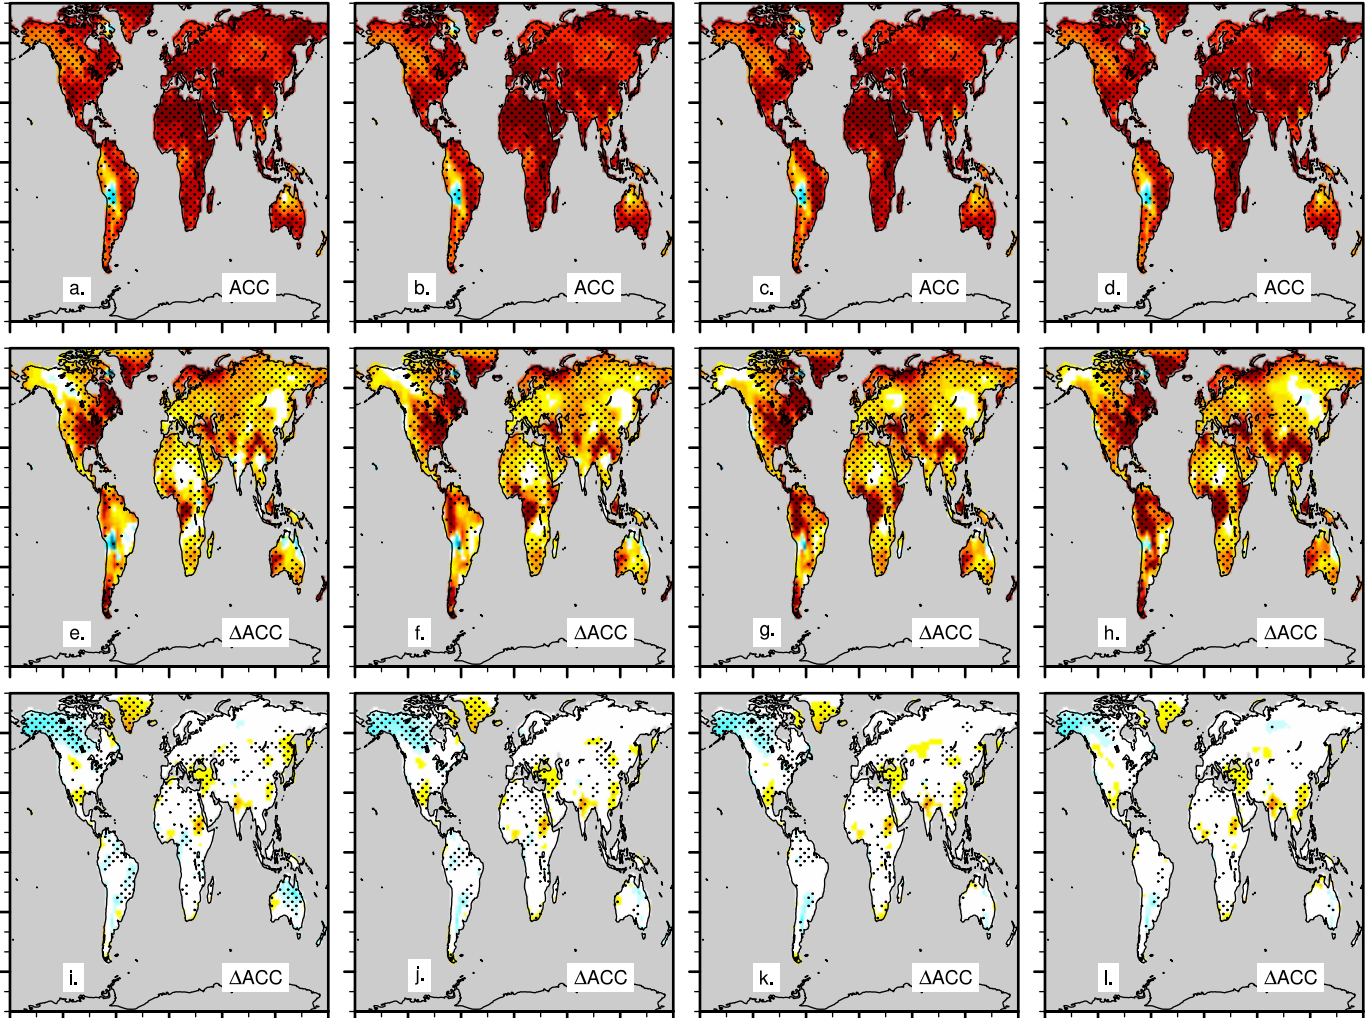 a. ACC b. ACC c. ACC d. ACC
e. ΔACC f. ΔACC g. ΔACC h. ΔACC
i. ΔACC j. ΔACC k. ΔACC l. ΔACC